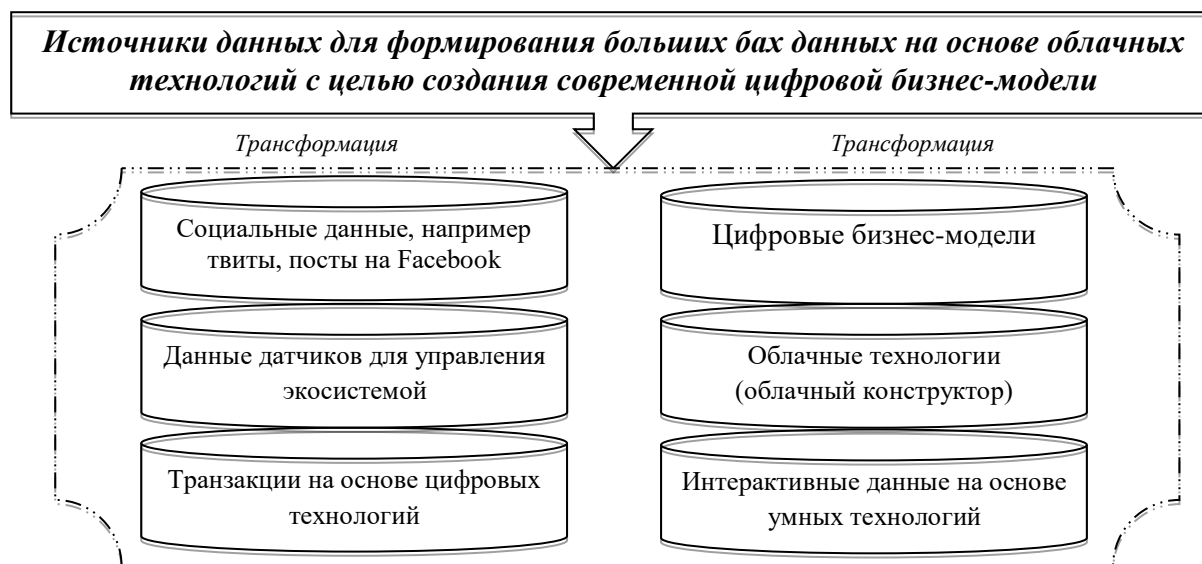 Источники данных для формирования больших бах данных на основе облачных
технологий с целью создания современной цифровой бизнес-модели
Трансформация
Трансформация
Социальные данные, например
твиты, посты на Facebook
Цифровые бизнес-модели
Данные датчиков для управления
экосистемой
Облачные технологии
(облачный конструктор)
Транзакции на основе цифровых
технологий
Интерактивные данные на основе
умных технологий